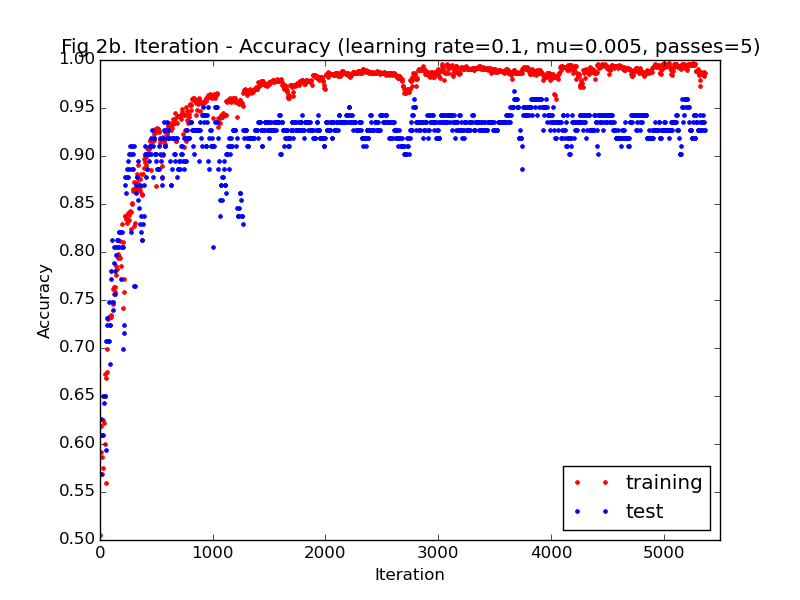 Fig 2b. Iteration - Accuracy (learning rate=0.1, mu=0.005, passes=5)
1.00
0.95
0.90
0.85
0.80
0.75
0.70
0.65
0.60
0.55
0.50
Accuracy
training
test
0 1000 2000 3000 4000 5000
Iteration